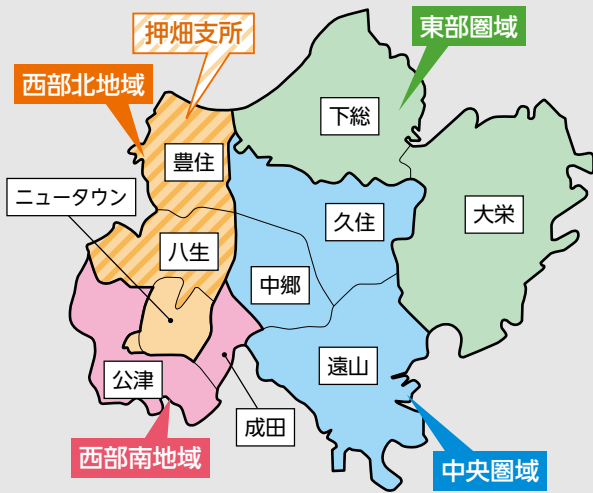 押畑支所
東部圏域
西部北地域
下総
豊住
ニュータウン
久住
大栄
八生
中郷
遠山
公津
成田
西部南地域
中央圏域